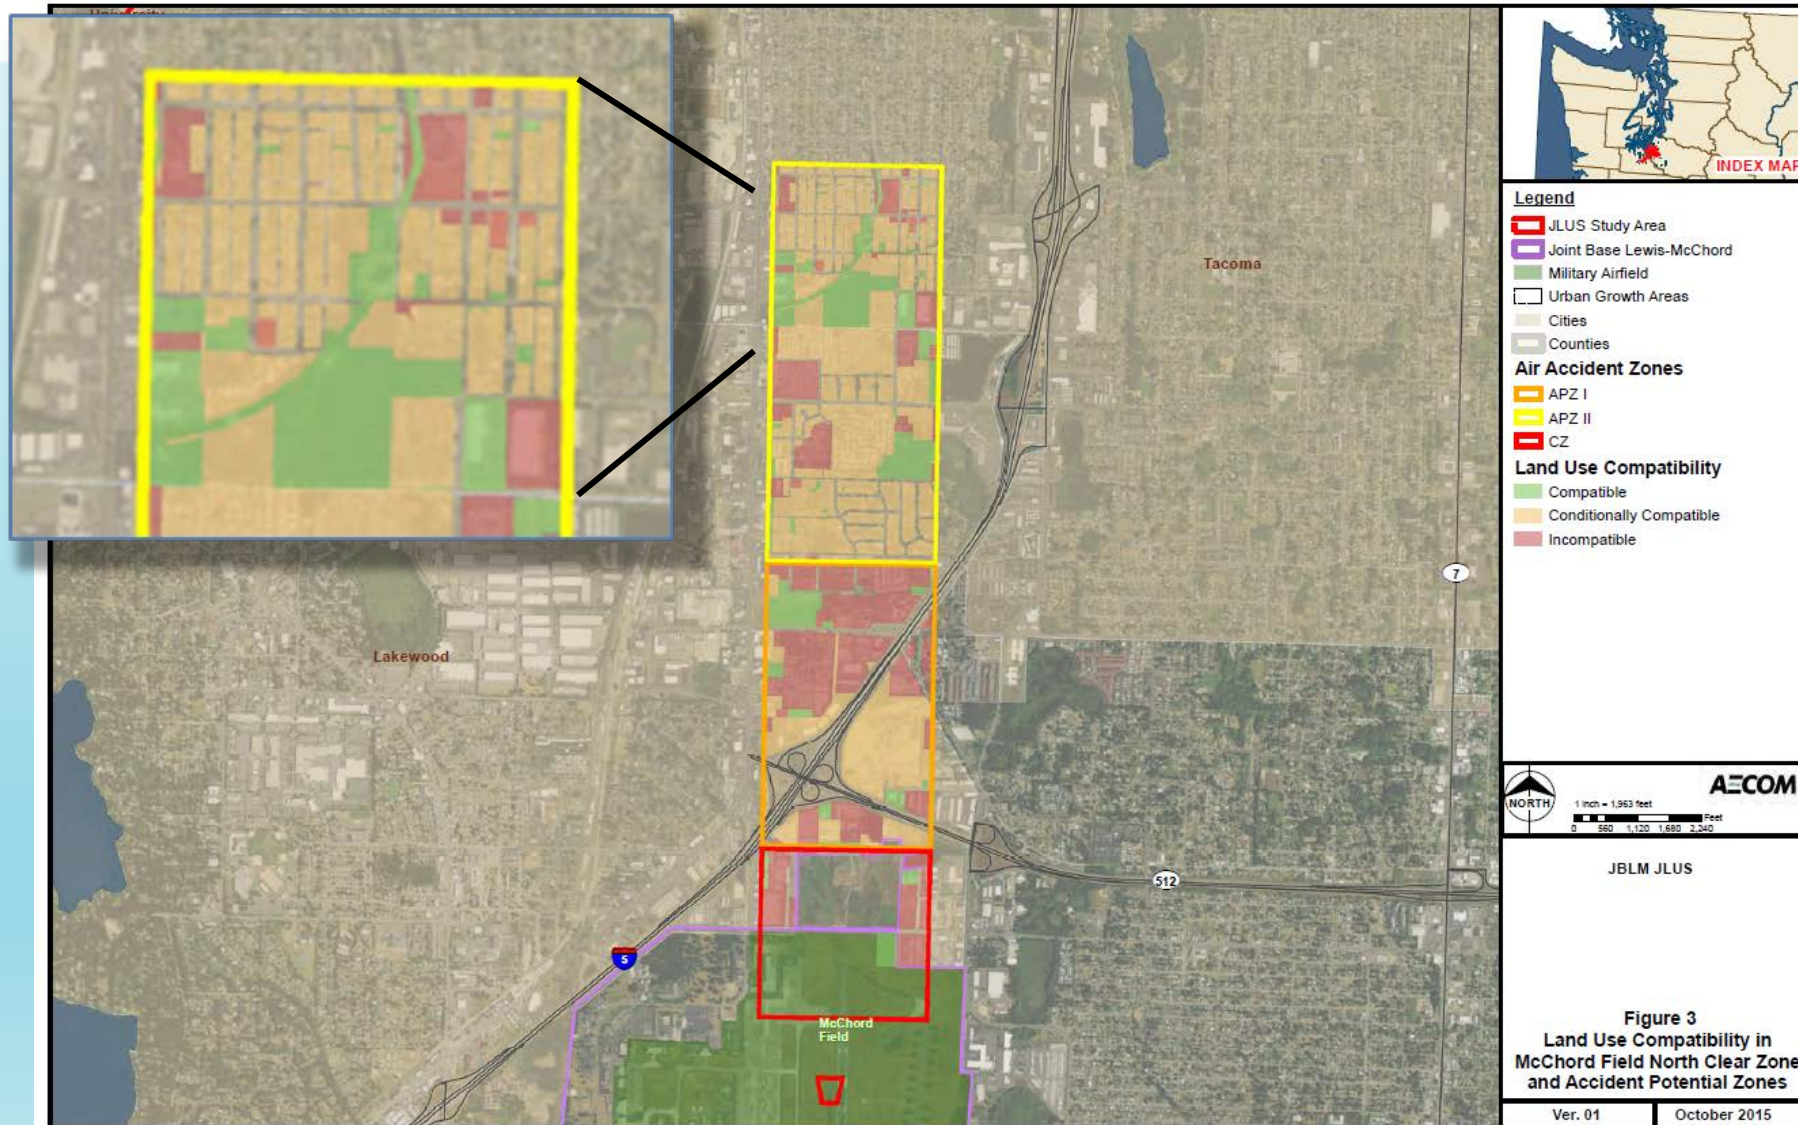 Tacoma
Lakewood
7
512
5
McChord
Field
INDEX MAP
Legend
JLUS Study Area
Joint Base Lewis-McChord
Military Airfield
Urban Growth Areas
Cities
Counties
Air Accident Zones
APZ I
APZ II
CZ
Land Use Compatibility
Compatible
Conditionally Compatible
Incompatible
NORTH
AECOM
1 inch = 1,963 feet
Feet
0 560 1,120 1,680 2,240
JBLM JLUS
Figure 3
Land Use Compatibility in
McChord Field North Clear Zone
and Accident Potential Zones
Ver. 01
October 2015